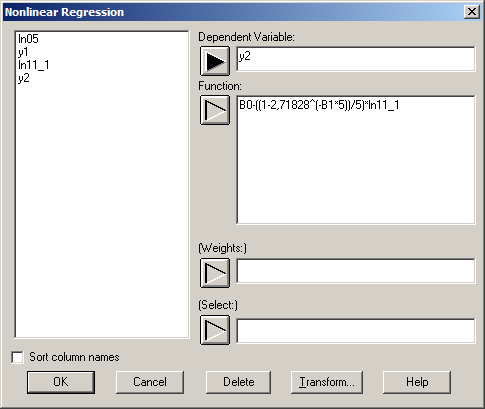 Nonlinear Regression
ln05
y1
ln11_1
y2
Dependent Variable:
y2
Function:
B0-((1-2,71828^(-B1*5))/5)*ln11_1
(Weights:)
(Select:)
Sort column names
OK
Cancel
Delete
Transform...
Help